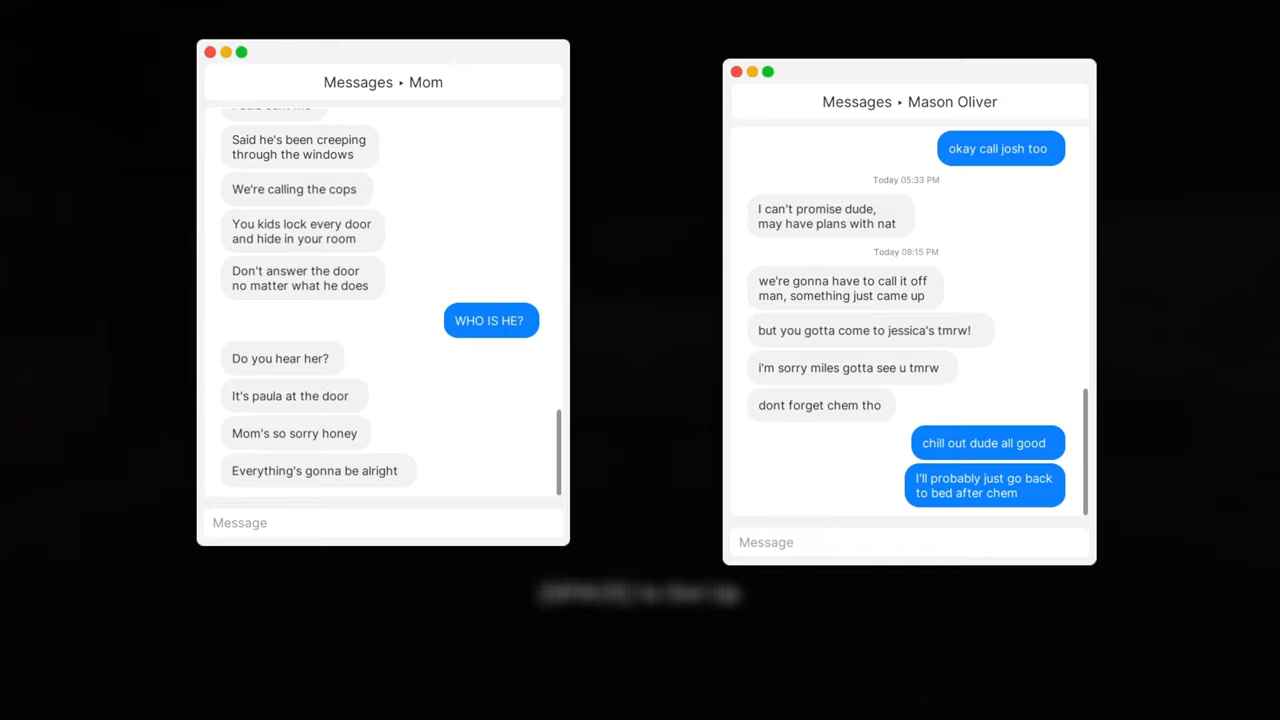 Messages ▸ Mom
Said he's been creeping
through the windows
We're calling the cops
You kids lock every door
and hide in your room
Don't answer the door
no matter what he does
WHO IS HE?
Do you hear her?
It's paula at the door
Mom's so sorry honey
Everything's gonna be alright
Message
Messages ▸ Mason Oliver
okay call josh too
Today 05:33 PM
I can't promise dude,
may have plans with nat
Today 08:15 PM
we're gonna have to call it off
man, something just came up
but you gotta come to jessica's tmrw!
i'm sorry miles gotta see u tmrw
dont forget chem tho
chill out dude all good
I'll probably just go back
to bed after chem
Message